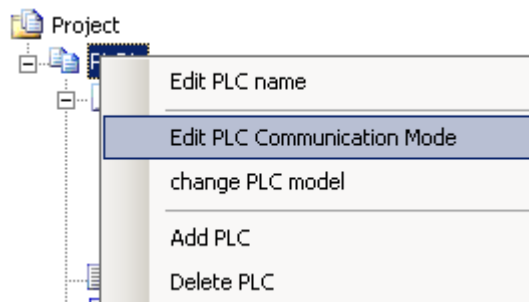 Project
Edit PLC name
Edit PLC Communication Mode
change PLC model
Add PLC
Delete PLC